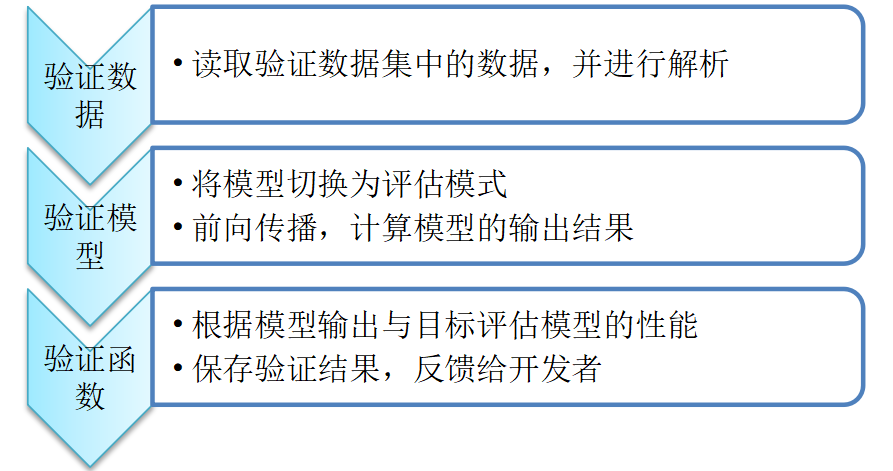 验证数
据
• 读取验证数据集中的数据，并进行解析
验证模
型
• 将模型切换为评估模式
• 前向传播，计算模型的输出结果
验证函
数
• 根据模型输出与目标评估模型的性能
• 保存验证结果，反馈给开发者